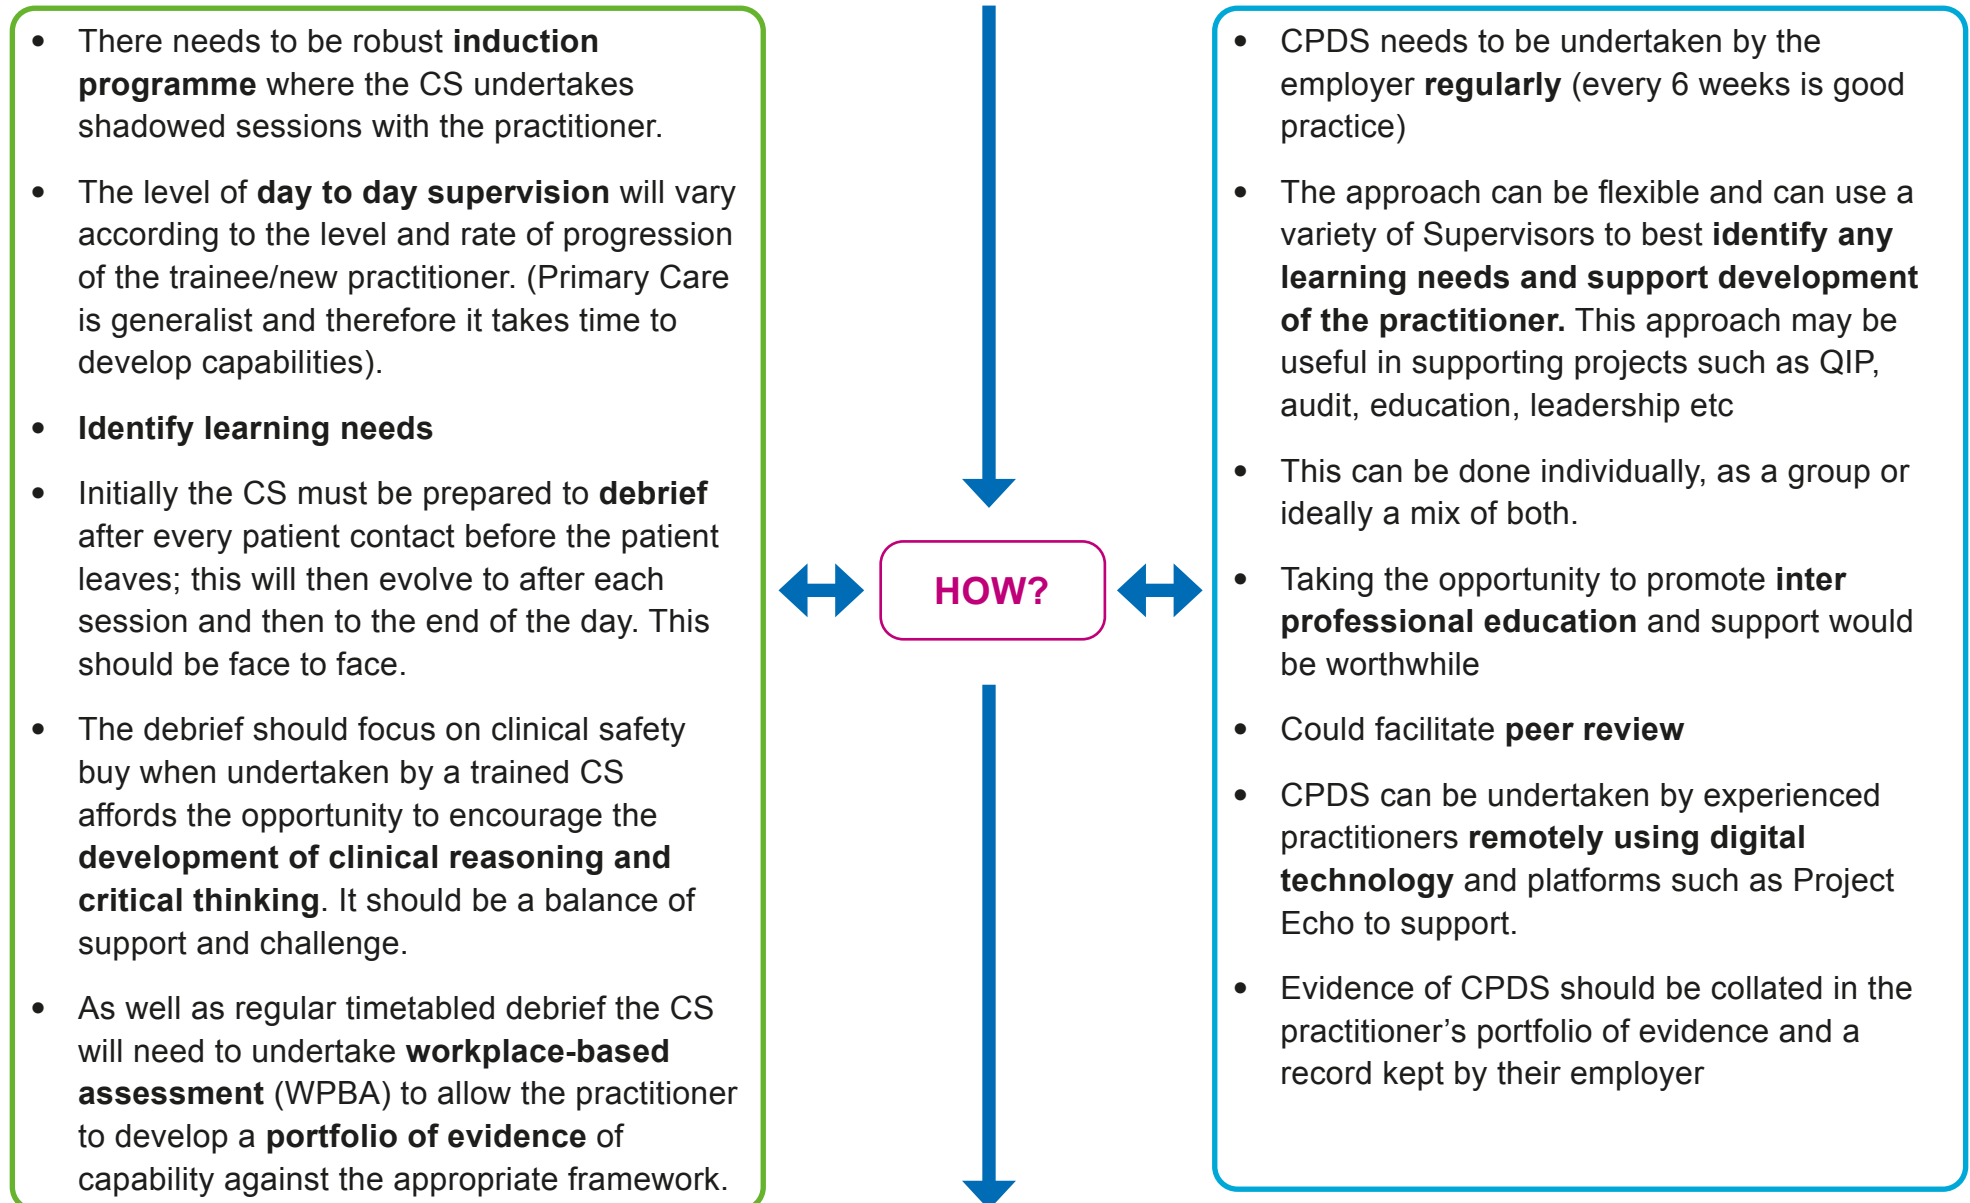 • There needs to be robust induction
programme where the CS undertakes
shadowed sessions with the practitioner.
• The level of day to day supervision will vary
according to the level and rate of progression
of the trainee/new practitioner. (Primary Care
is generalist and therefore it takes time to
develop capabilities).
• Identify learning needs
• Initially the CS must be prepared to debrief
after every patient contact before the patient
leaves; this will then evolve to after each
session and then to the end of the day. This
should be face to face.
• The debrief should focus on clinical safety
buy when undertaken by a trained CS
affords the opportunity to encourage the
development of clinical reasoning and
critical thinking. It should be a balance of
support and challenge.
• As well as regular timetabled debrief the CS
will need to undertake workplace-based
assessment (WPBA) to allow the practitioner
to develop a portfolio of evidence of
capability against the appropriate framework.
HOW?
• CPDS needs to be undertaken by the
employer regularly (every 6 weeks is good
practice)
• The approach can be flexible and can use a
variety of Supervisors to best identify any
learning needs and support development
of the practitioner. This approach may be
useful in supporting projects such as QIP,
audit, education, leadership etc
• This can be done individually, as a group or
ideally a mix of both.
• Taking the opportunity to promote inter
professional education and support would
be worthwhile
• Could facilitate peer review
• CPDS can be undertaken by experienced
practitioners remotely using digital
technology and platforms such as Project
Echo to support.
• Evidence of CPDS should be collated in the
practitioner’s portfolio of evidence and a
record kept by their employer